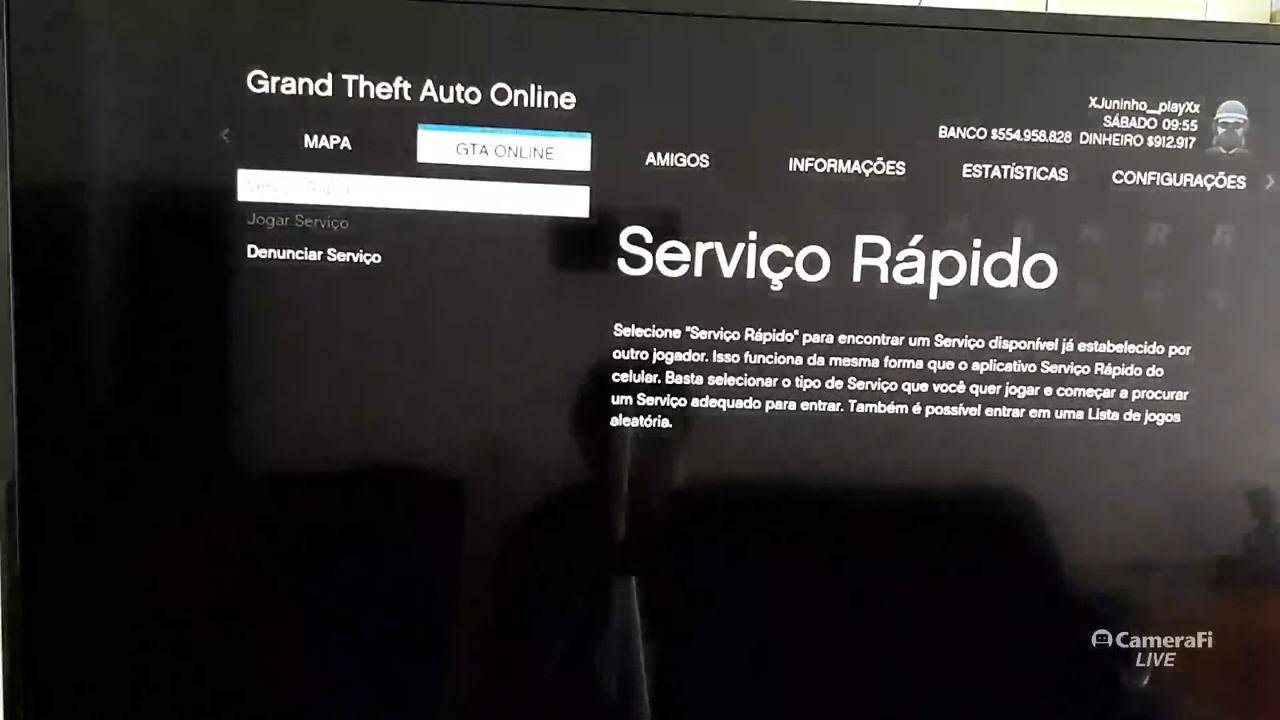 Grand Theft Auto Online
XJuninho__playXx
SÁBADO 09:55
BANCO $554.958.828 DINHEIRO $912.917
MAPA
GTA ONLINE
AMIGOS
INFORMAÇÕES
ESTATÍSTICAS
CONFIGURAÇÕES
Serviço Rápido
Jogar Serviço
Denunciar Serviço
Serviço Rápido
Selecione "Serviço Rápido" para encontrar um Serviço disponível já estabelecido por
outro jogador. Isso funciona da mesma forma que o aplicativo Serviço Rápido do
celular. Basta selecionar o tipo de Serviço que você quer jogar e começar a procurar
um Serviço adequado para entrar. Também é possível entrar em uma Lista de jogos
aleatória.
CameraFi
LIVE